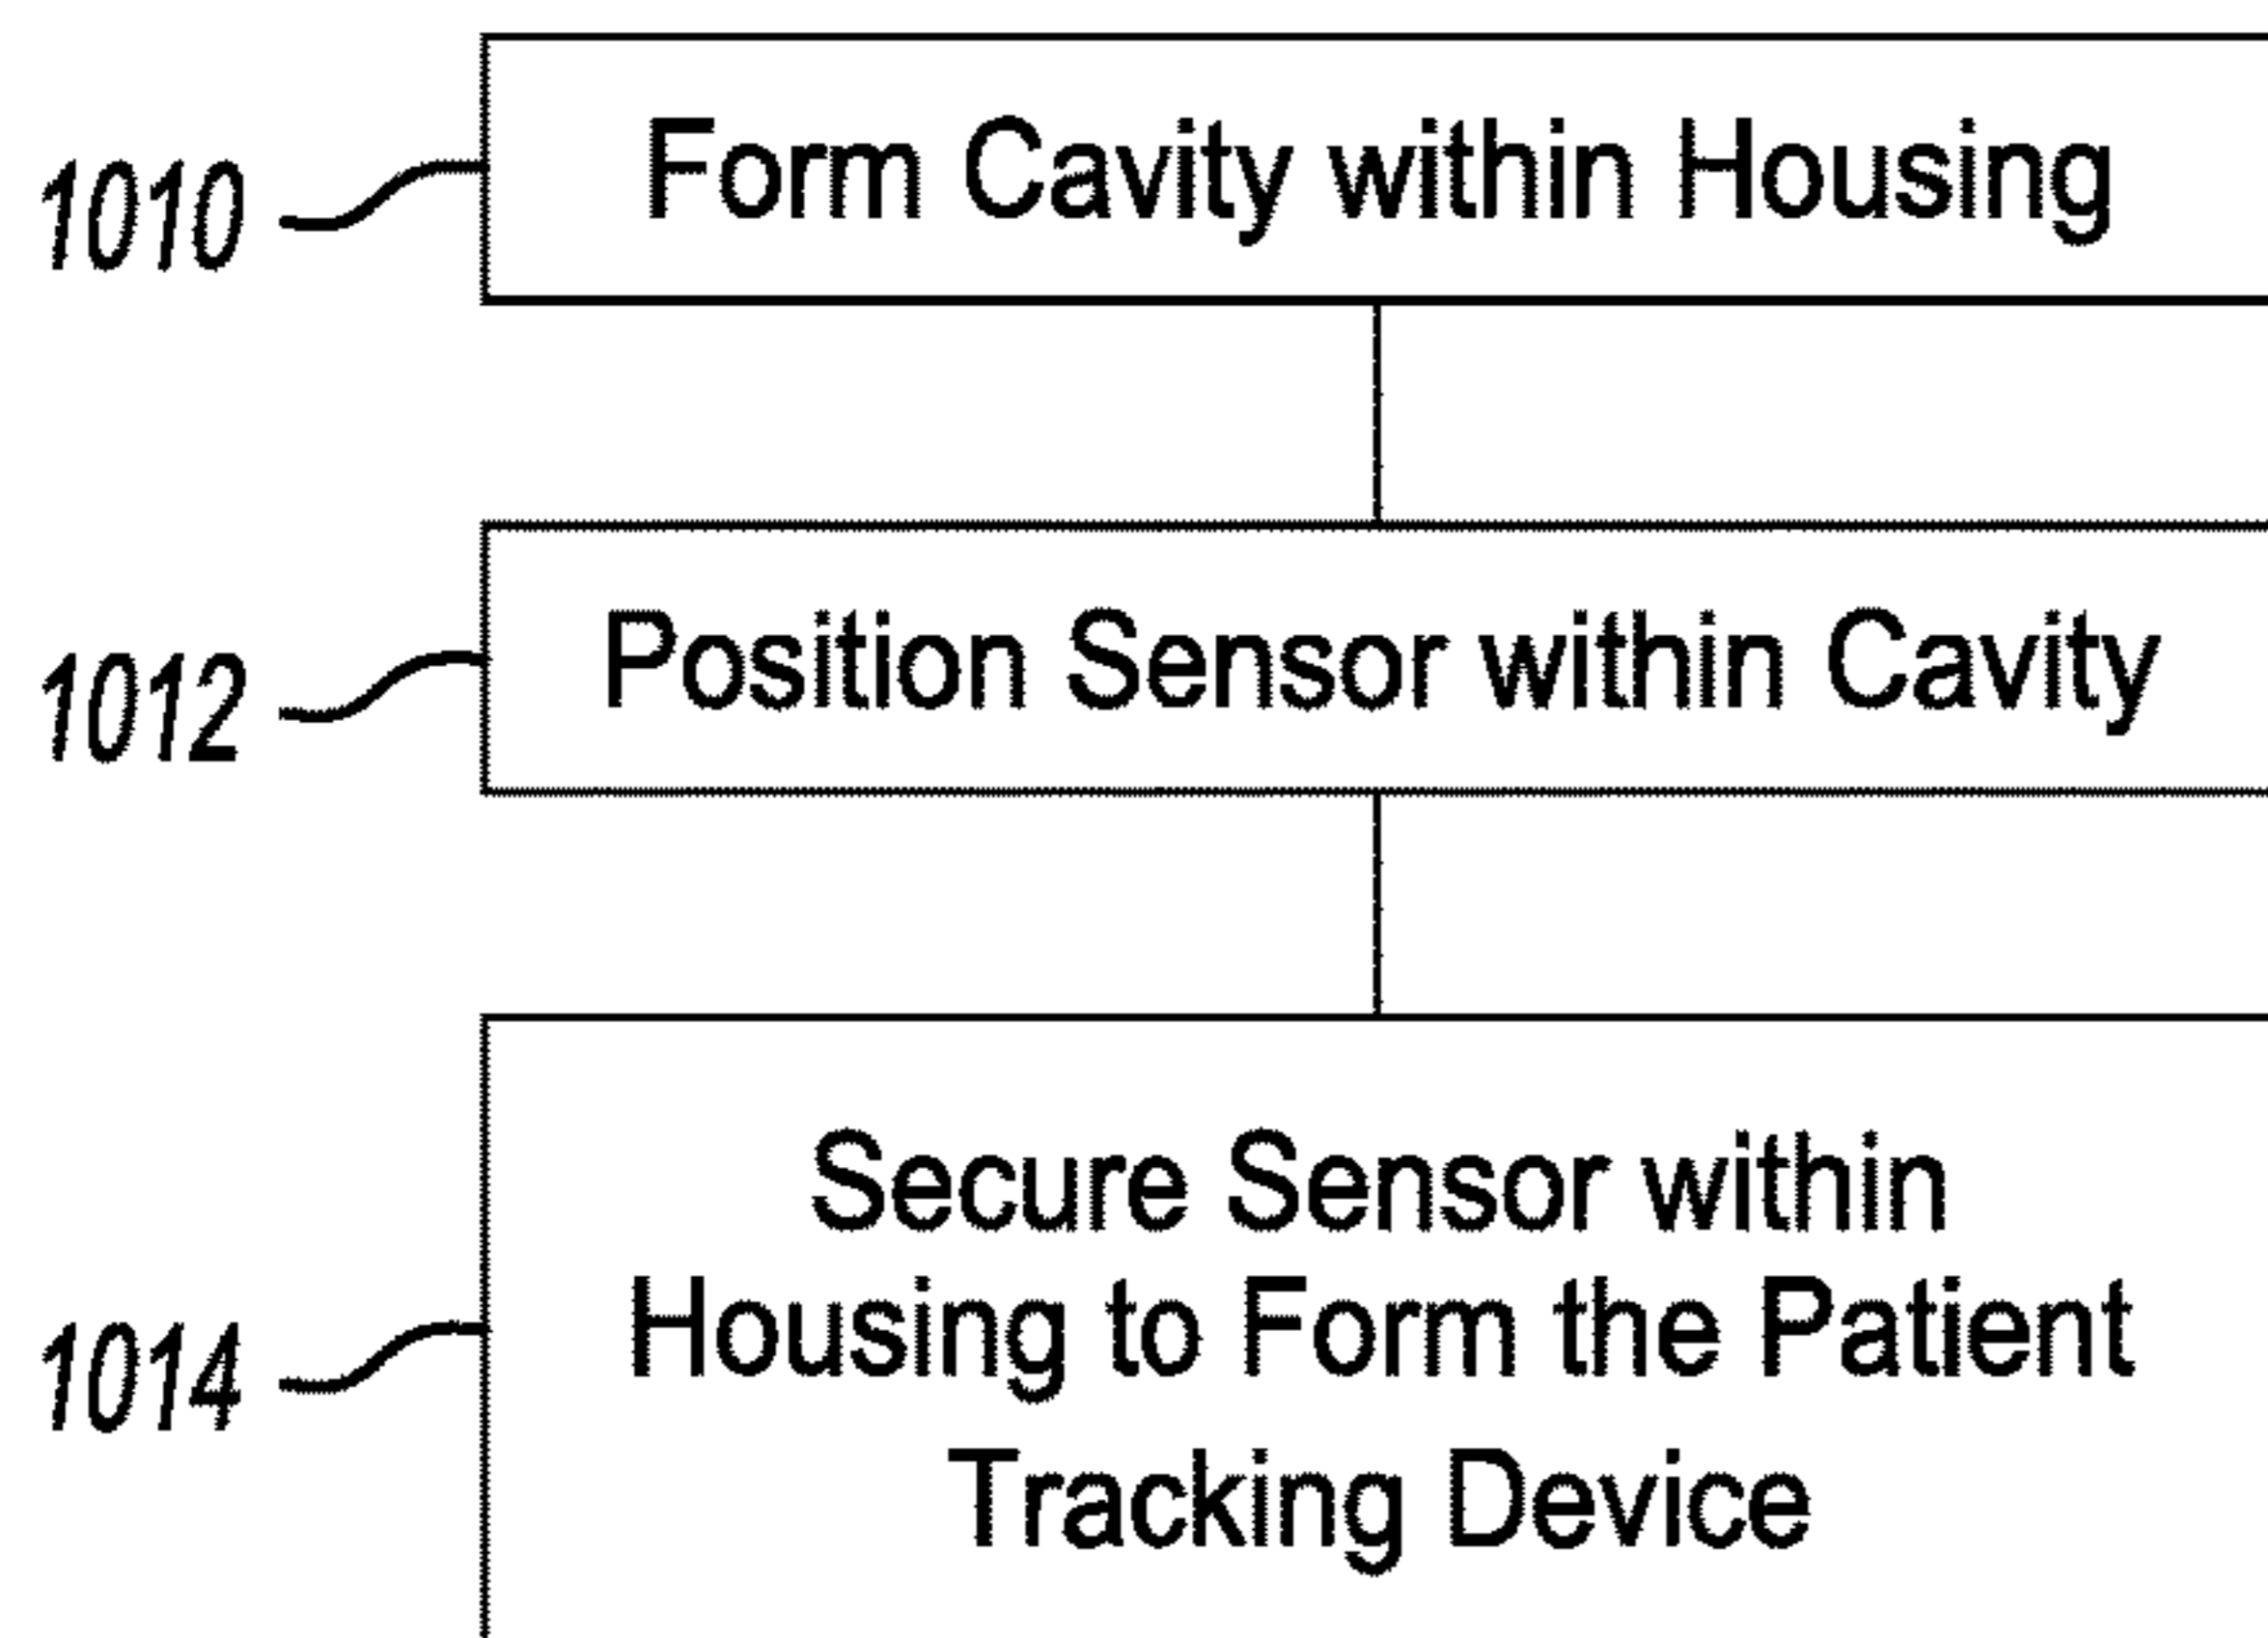 1010
Form Cavity within Housing
1012
Position Sensor within Cavity
1014
Secure Sensor within
Housing to Form the Patient
Tracking Device